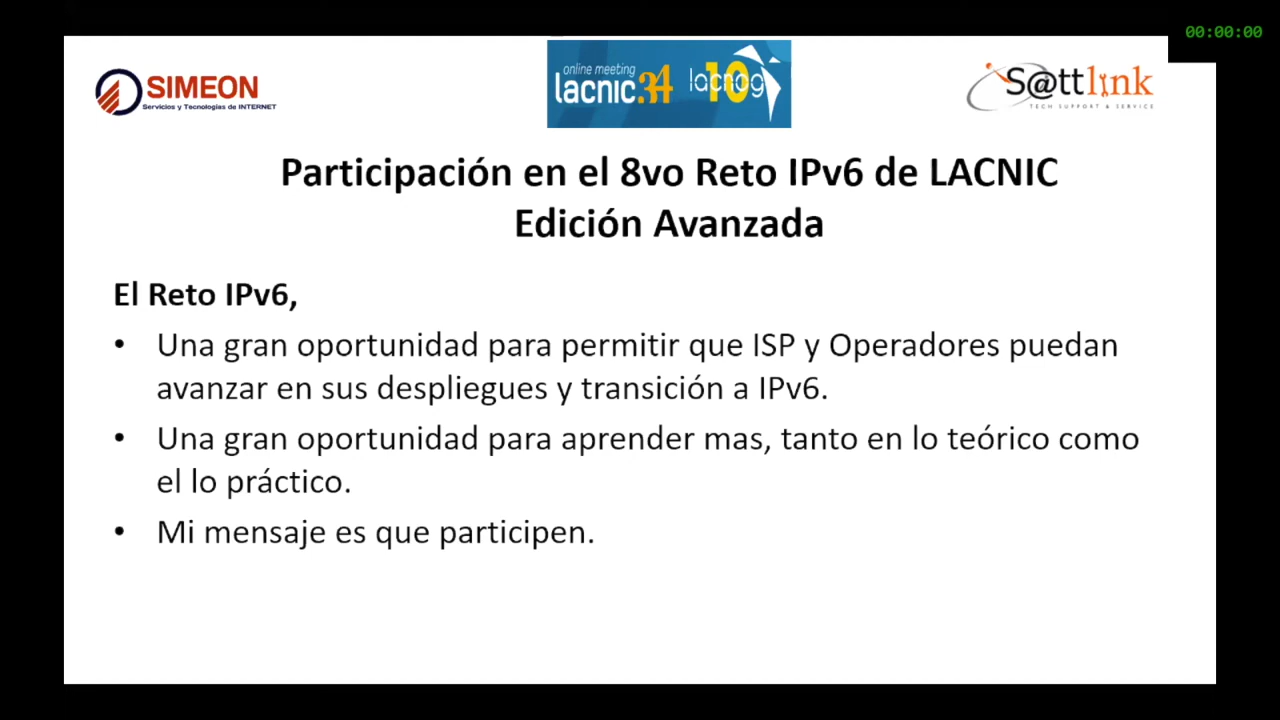 00:00:00
SIMEON
Servicios y Tecnologías de INTERNET
online meeting
lacnic.34
lacnog
10
S@ttlink
TECH SUPPORT & SERVICE
Participación en el 8vo Reto IPv6 de LACNIC
Edición Avanzada
El Reto IPv6,
• Una gran oportunidad para permitir que ISP y Operadores puedan
avanzar en sus despliegues y transición a IPv6.
• Una gran oportunidad para aprender mas, tanto en lo teórico como
el lo práctico.
• Mi mensaje es que participen.